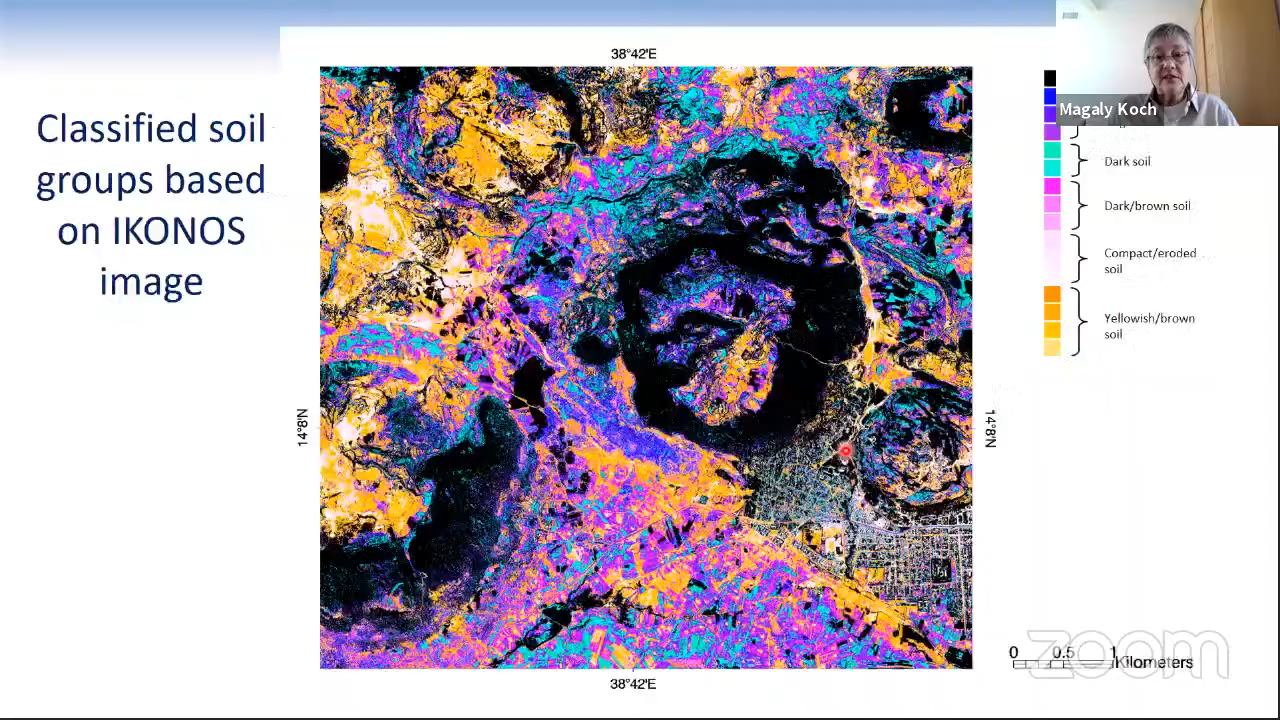 Classified soil
groups based
on IKONOS
image
38°42'E
14°8'N
14°8'N
38°42'E
Magaly Koch
Dark soil
Dark/brown soil
Compact/eroded
soil
Yellowish/brown
soil
0 0.5 1
Kilometers
zoom